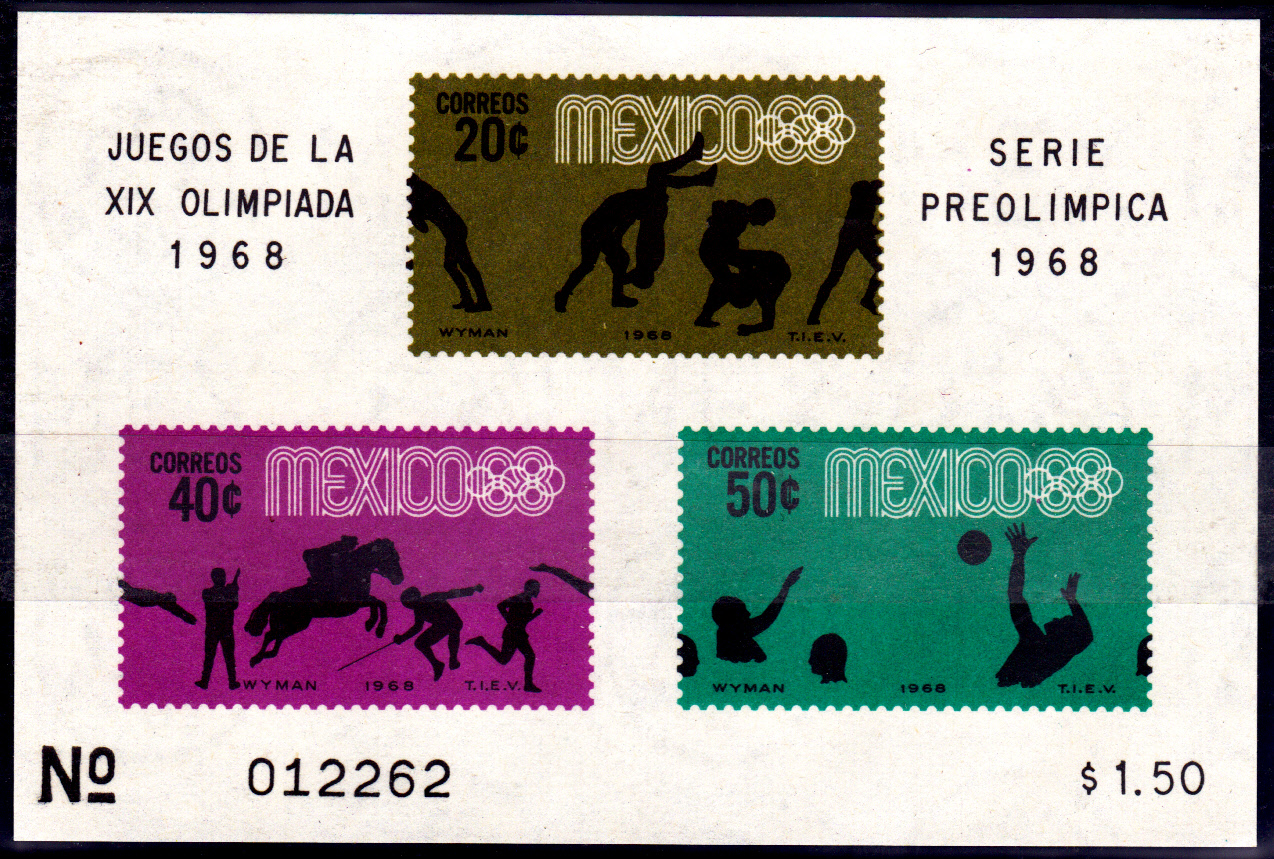 JUEGOS DE LA
XIX OLIMPIADA
1968
CORREOS
20¢
MEXICO68
WYMAN 1968 T.I.E.V.
SERIE
PREOLIMPICA
1968
CORREOS
40¢
MEXICO68
WYMAN 1968 T.I.E.V.
CORREOS
50¢
MEXICO68
WYMAN 1968 T.I.E.V.
Nº 012262
$1.50